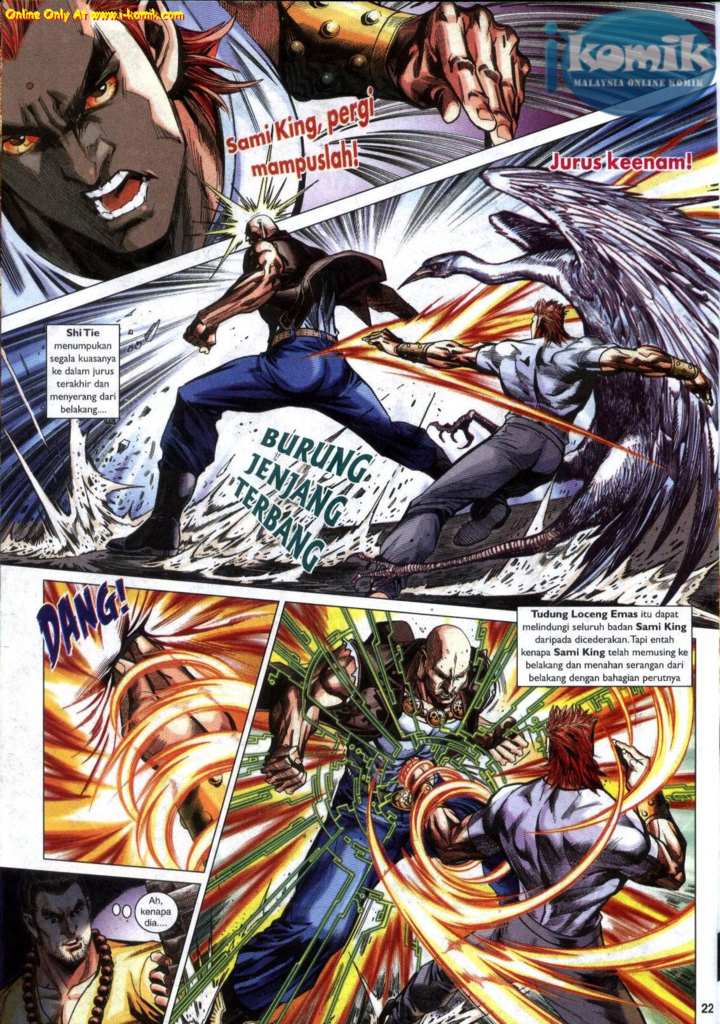 Online Only At www.i-komik.com
ikomik
MALAYSIA ONLINE KOMIK
Sami King, pergi
mampuslah!
Jurus keenam!
Shi Tie
menumpukan
segala kuasanya
ke dalam jurus
terakhir dan
menyerang dari
belakang....
BURUNG
JENJANG
TERBANG
DANG!
Tudung Loceng Emas itu dapat
melindungi seluruh badan Sami King
daripada dicederakan. Tapi entah
kenapa Sami King telah memusing ke
belakang dan menahan serangan dari
belakang dengan bahagian perutnya
Ah,
kenapa
dia....
22